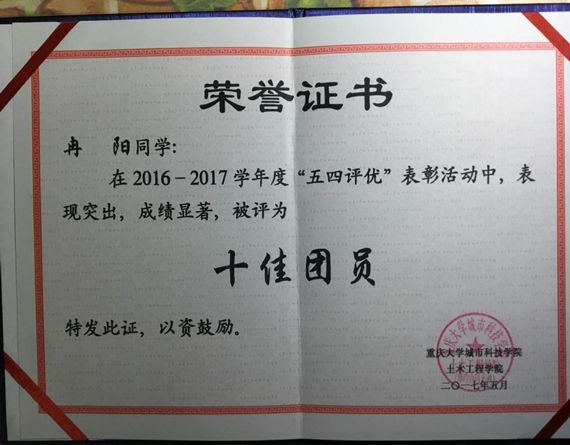 荣誉证书
冉 阳同学:
在2016-2017学年度“五四评优”表彰活动中,表
现突出,成绩显著,被评为
十佳团员
特发此证,以资鼓励。
重庆大学城市科技学院
土木工程学院
二〇一七年五月